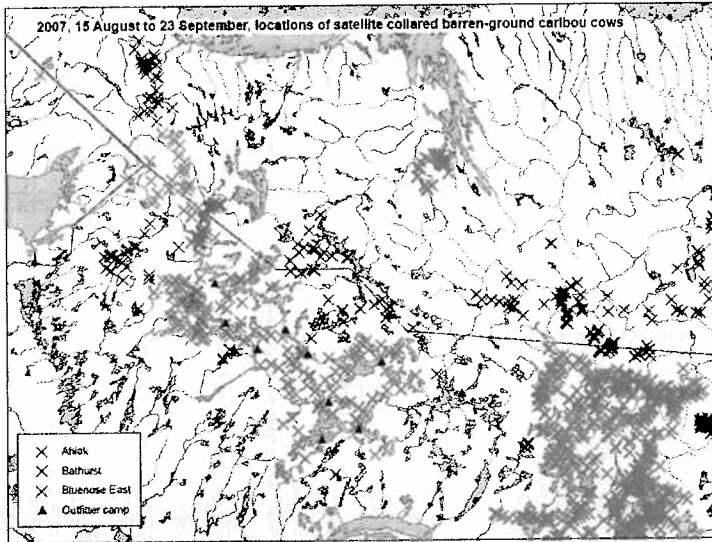 2007, 15 August to 23 September, locations of satellite collared barren-ground caribou cows
Ahiak
Bathurst
Bluenose East
Outfitter camp